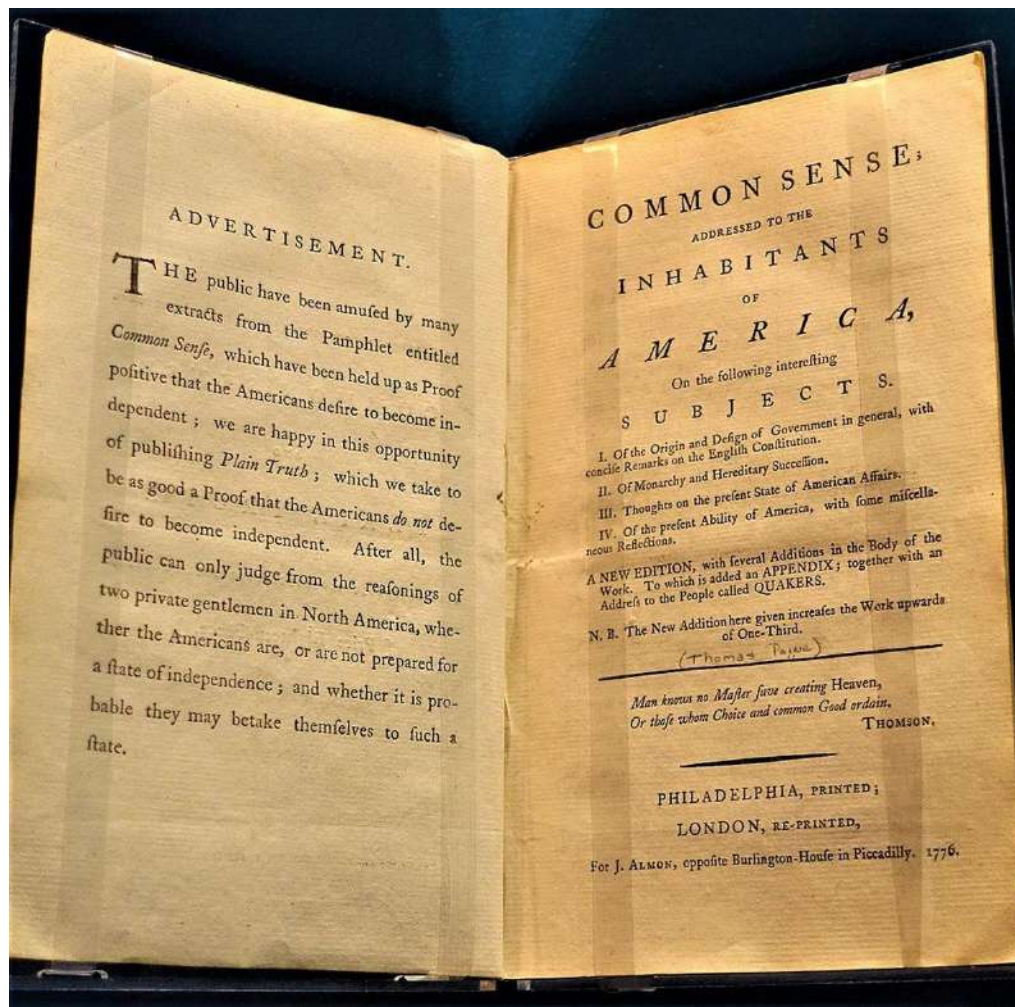 ADVERTISEMENT.
THE public have been amuſed by many
extracts from the Pamphlet entitled
Common Senſe, which have been held up as Proof
poſitive that the Americans deſire to become in-
dependent; we are happy in this opportunity
of publiſhing Plain Truth; which we take to
be as good a Proof that the Americans do not de-
ſire to become independent. After all, the
public can only judge from the reaſonings of
two private gentlemen in North America, whe-
ther the Americans are, or are not prepared for
a ſtate of independence; and whether it is pro-
bable they may betake themſelves to ſuch a
ſtate.
COMMON SENSE;
ADDRESSED TO THE
INHABITANTS
OF
AMERICA,
On the following intereſting
SUBJECTS.
I. Of the Origin and Deſign of Government in general, with
conciſe Remarks on the Engliſh Conſtitution.
II. Of Monarchy and Hereditary Succeſſion.
III. Thoughts on the preſent State of American Affairs.
IV. Of the preſent Ability of America, with ſome miſcella-
neous Reflections.
A NEW EDITION, with ſeveral Additions in the Body of the
Work. To which is added an APPENDIX; together with an
Addreſs to the People called QUAKERS.
N. B. The New Addition here given increaſes the Work upwards
of One-Third.
(Thomas Payne)
Man knows no Maſter ſave creating Heaven,
Or thoſe whom Choice and common Good ordain.
THOMSON.
PHILADELPHIA, PRINTED;
LONDON, RE-PRINTED,
For J. ALMON, oppoſite Burlington-Houſe in Piccadilly. 1776.